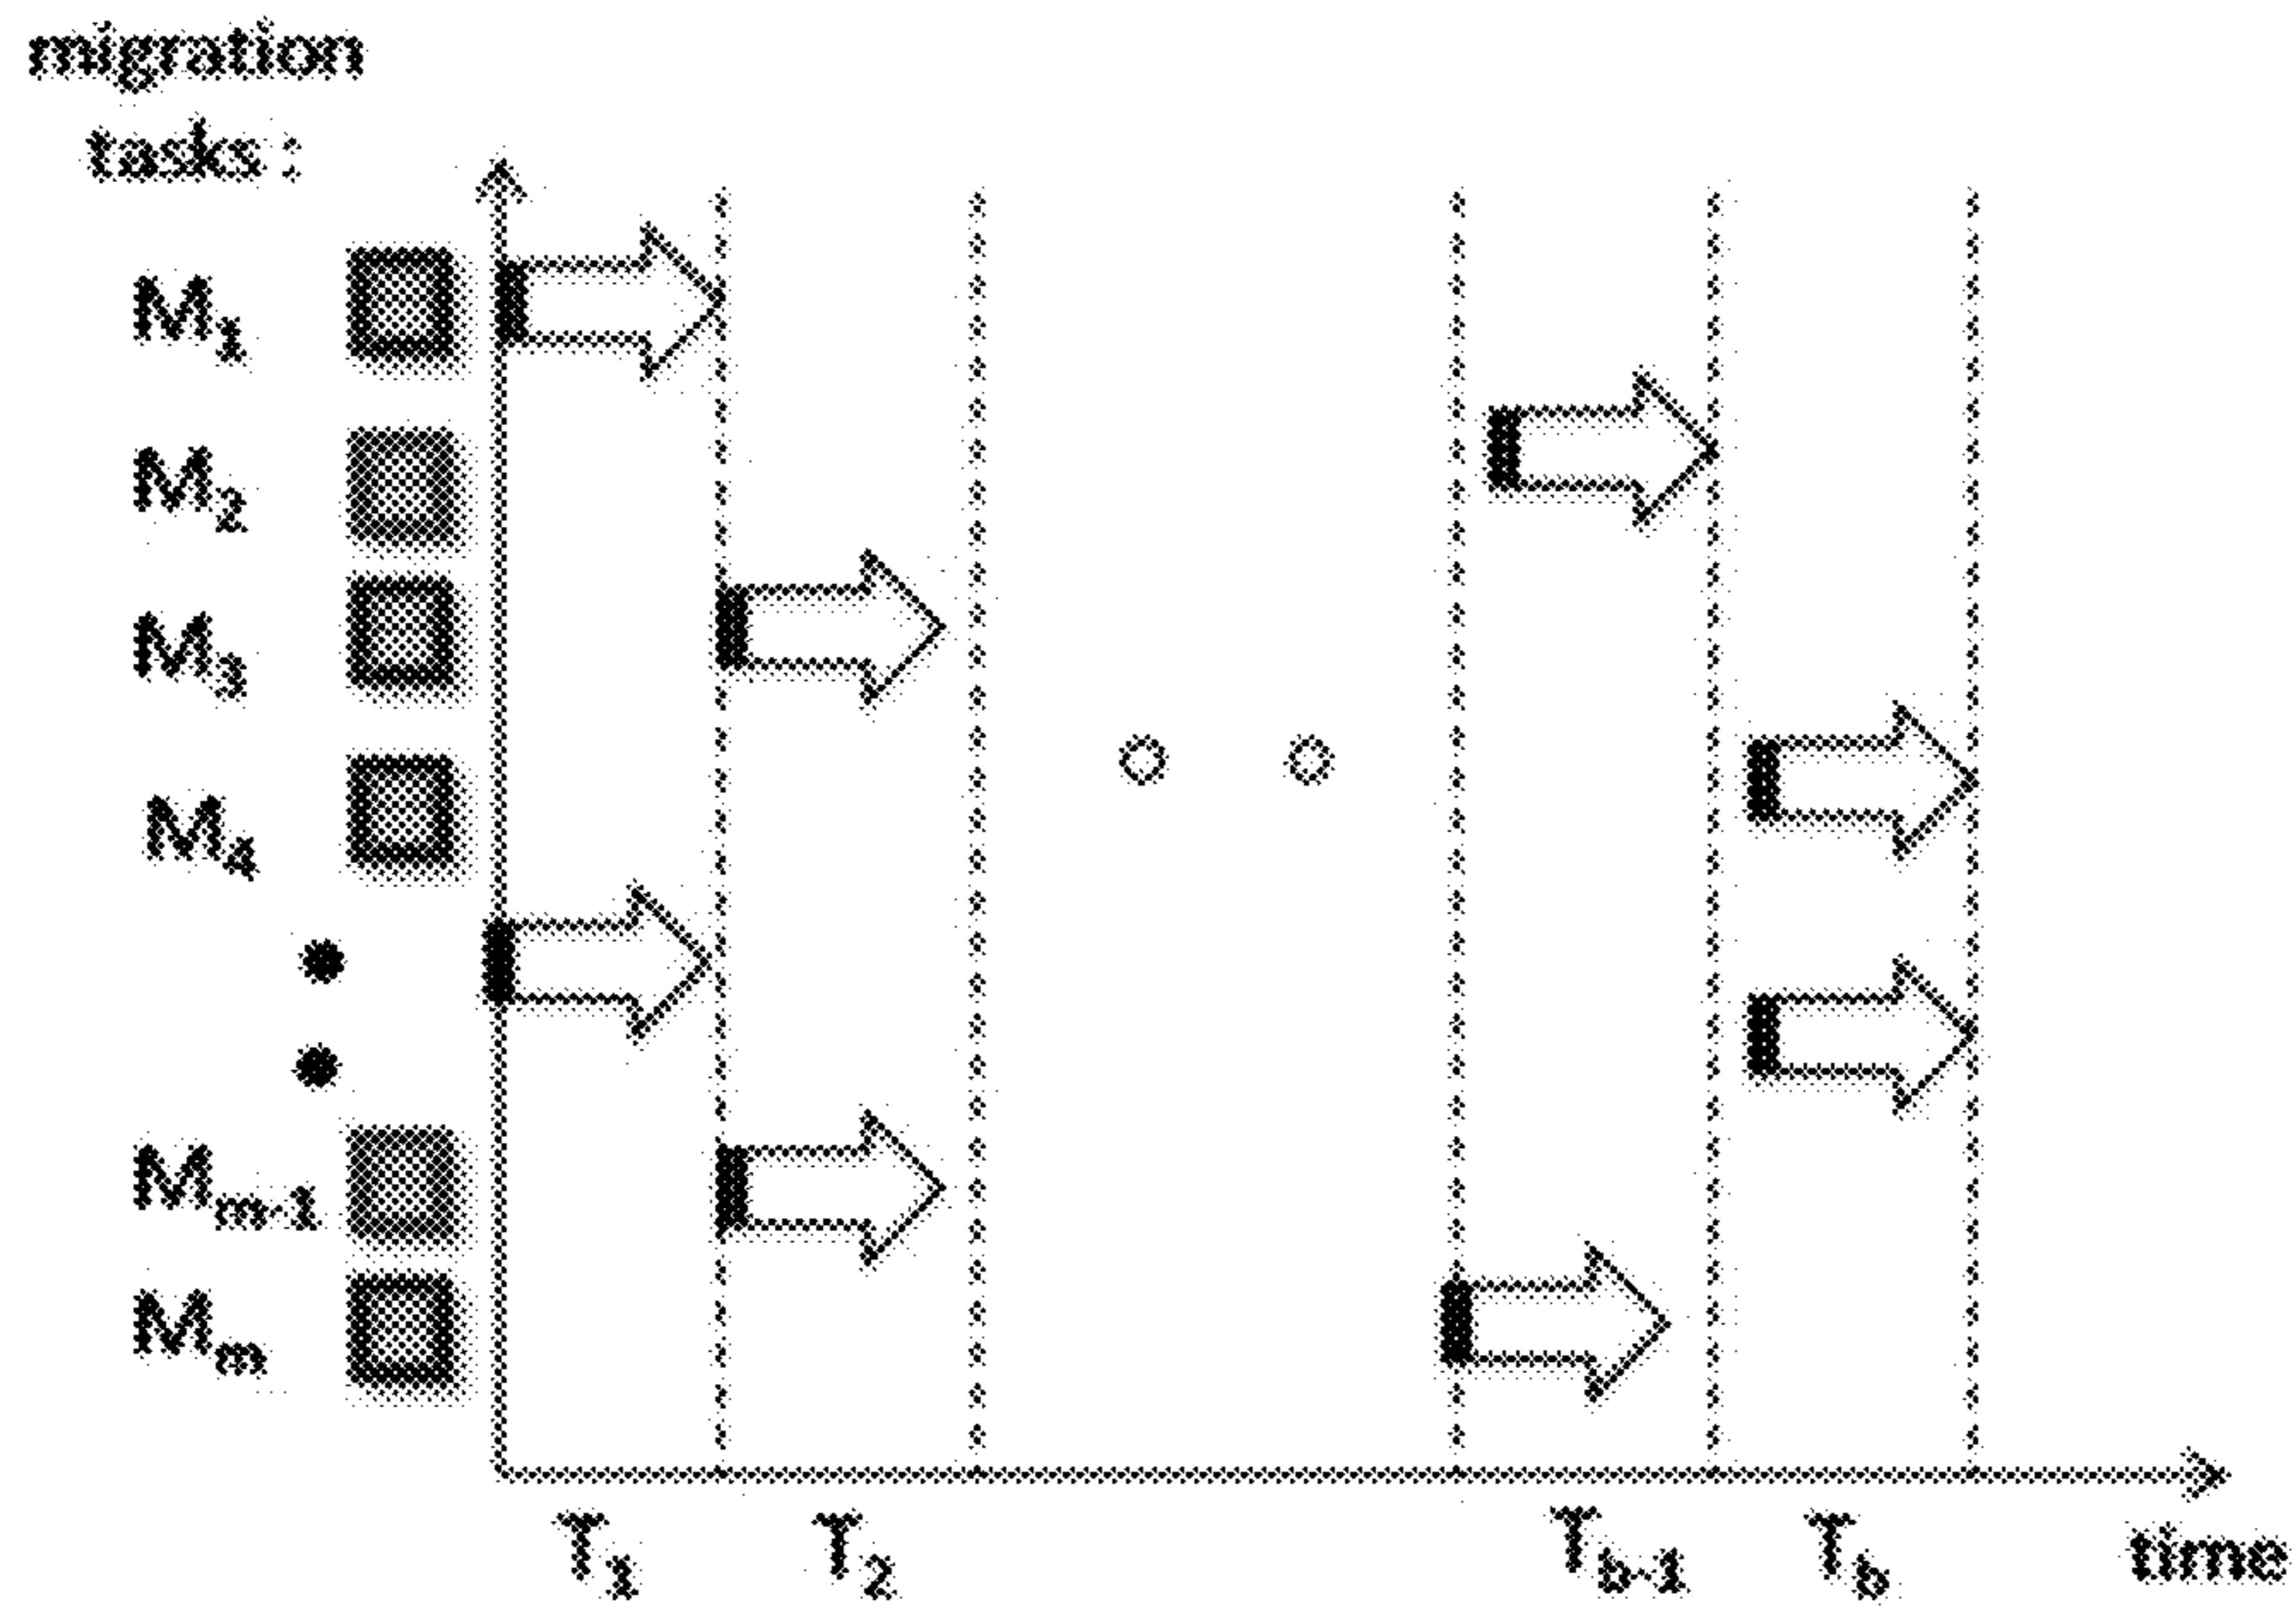 migration
tasks :
M1
M2
M3
M4
Mm-1
Mm
T1 T2 Tb-1 Tb time